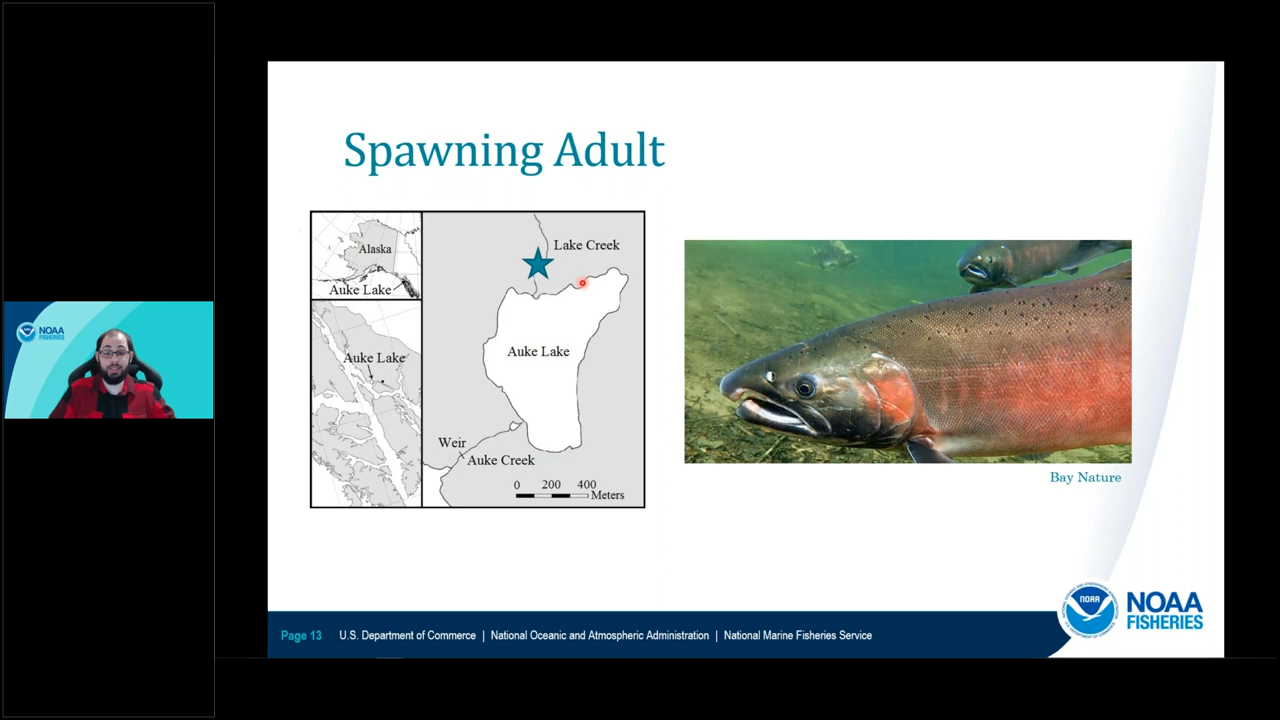 NOAA
FISHERIES
Spawning Adult
Alaska
Auke Lake
Auke Lake
Lake Creek
Auke Lake
Weir
Auke Creek
0 200 400
Meters
Bay Nature
Page 13 U.S. Department of Commerce | National Oceanic and Atmospheric Administration | National Marine Fisheries Service
NOAA
NOAA
FISHERIES